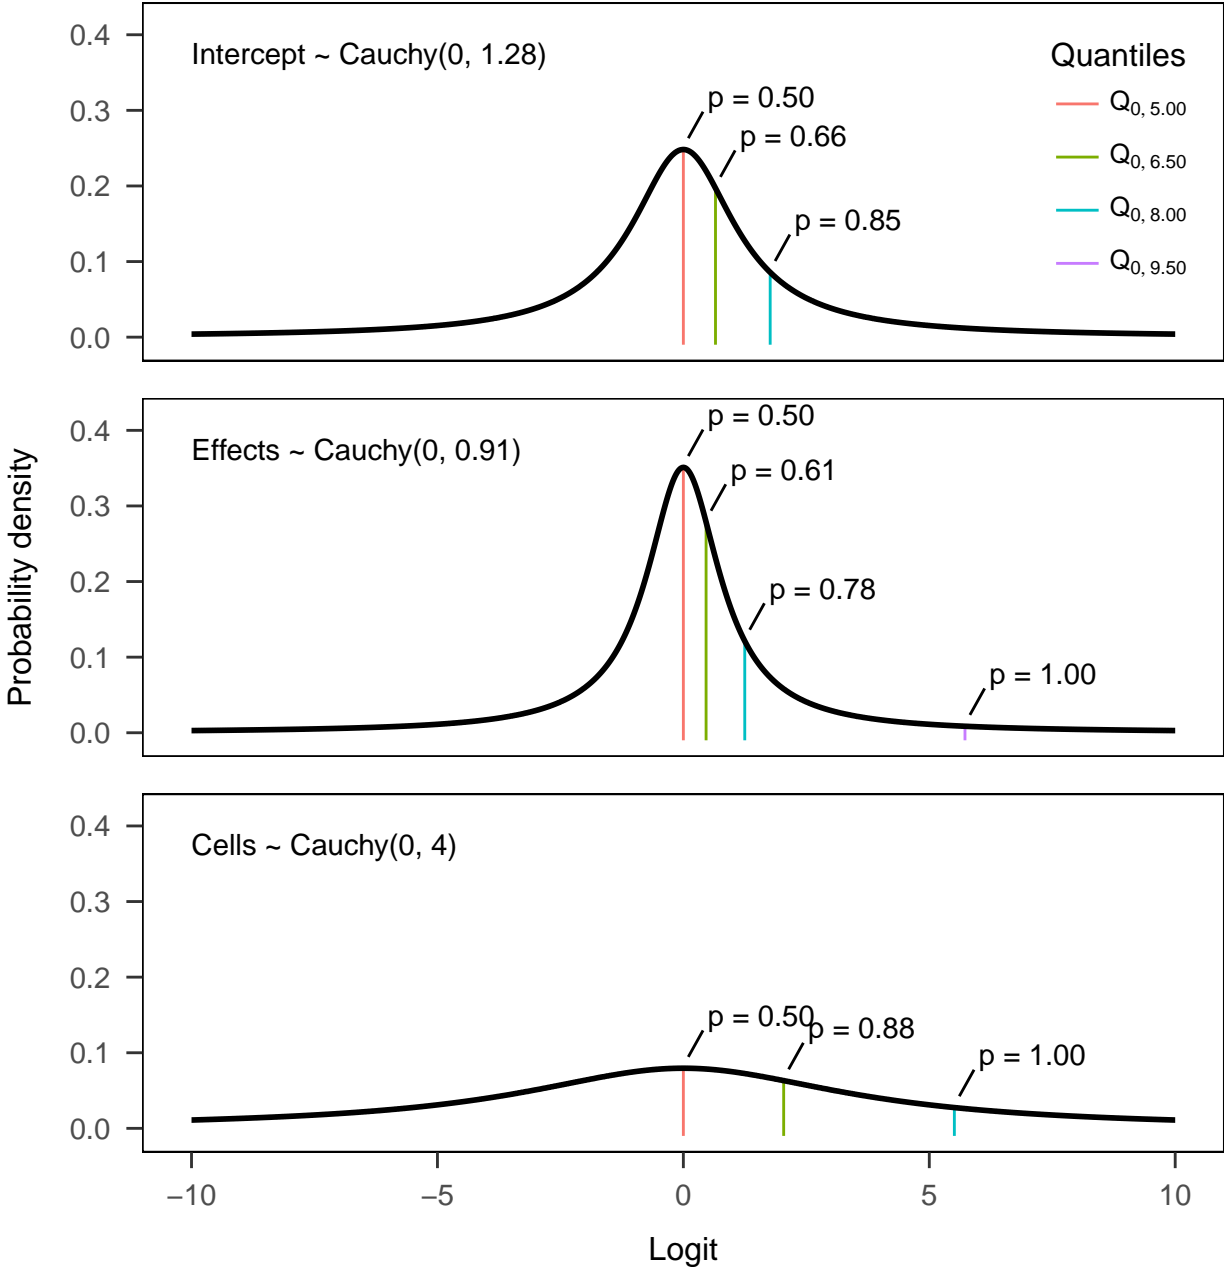 Intercept ~ Cauchy(0, 1.28)
Quantiles
Q0, 5.00
Q0, 6.50
Q0, 8.00
Q0, 9.50
p = 0.50
p = 0.66
p = 0.85
0.4
0.3
0.2
0.1
0.0
Effects ~ Cauchy(0, 0.91)
p = 0.50
p = 0.61
p = 0.78
p = 1.00
0.4
0.3
0.2
0.1
0.0
Probability density
Cells ~ Cauchy(0, 4)
p = 0.50
p = 0.88
p = 1.00
0.4
0.3
0.2
0.1
0.0
−10 −5 0 5 10
Logit